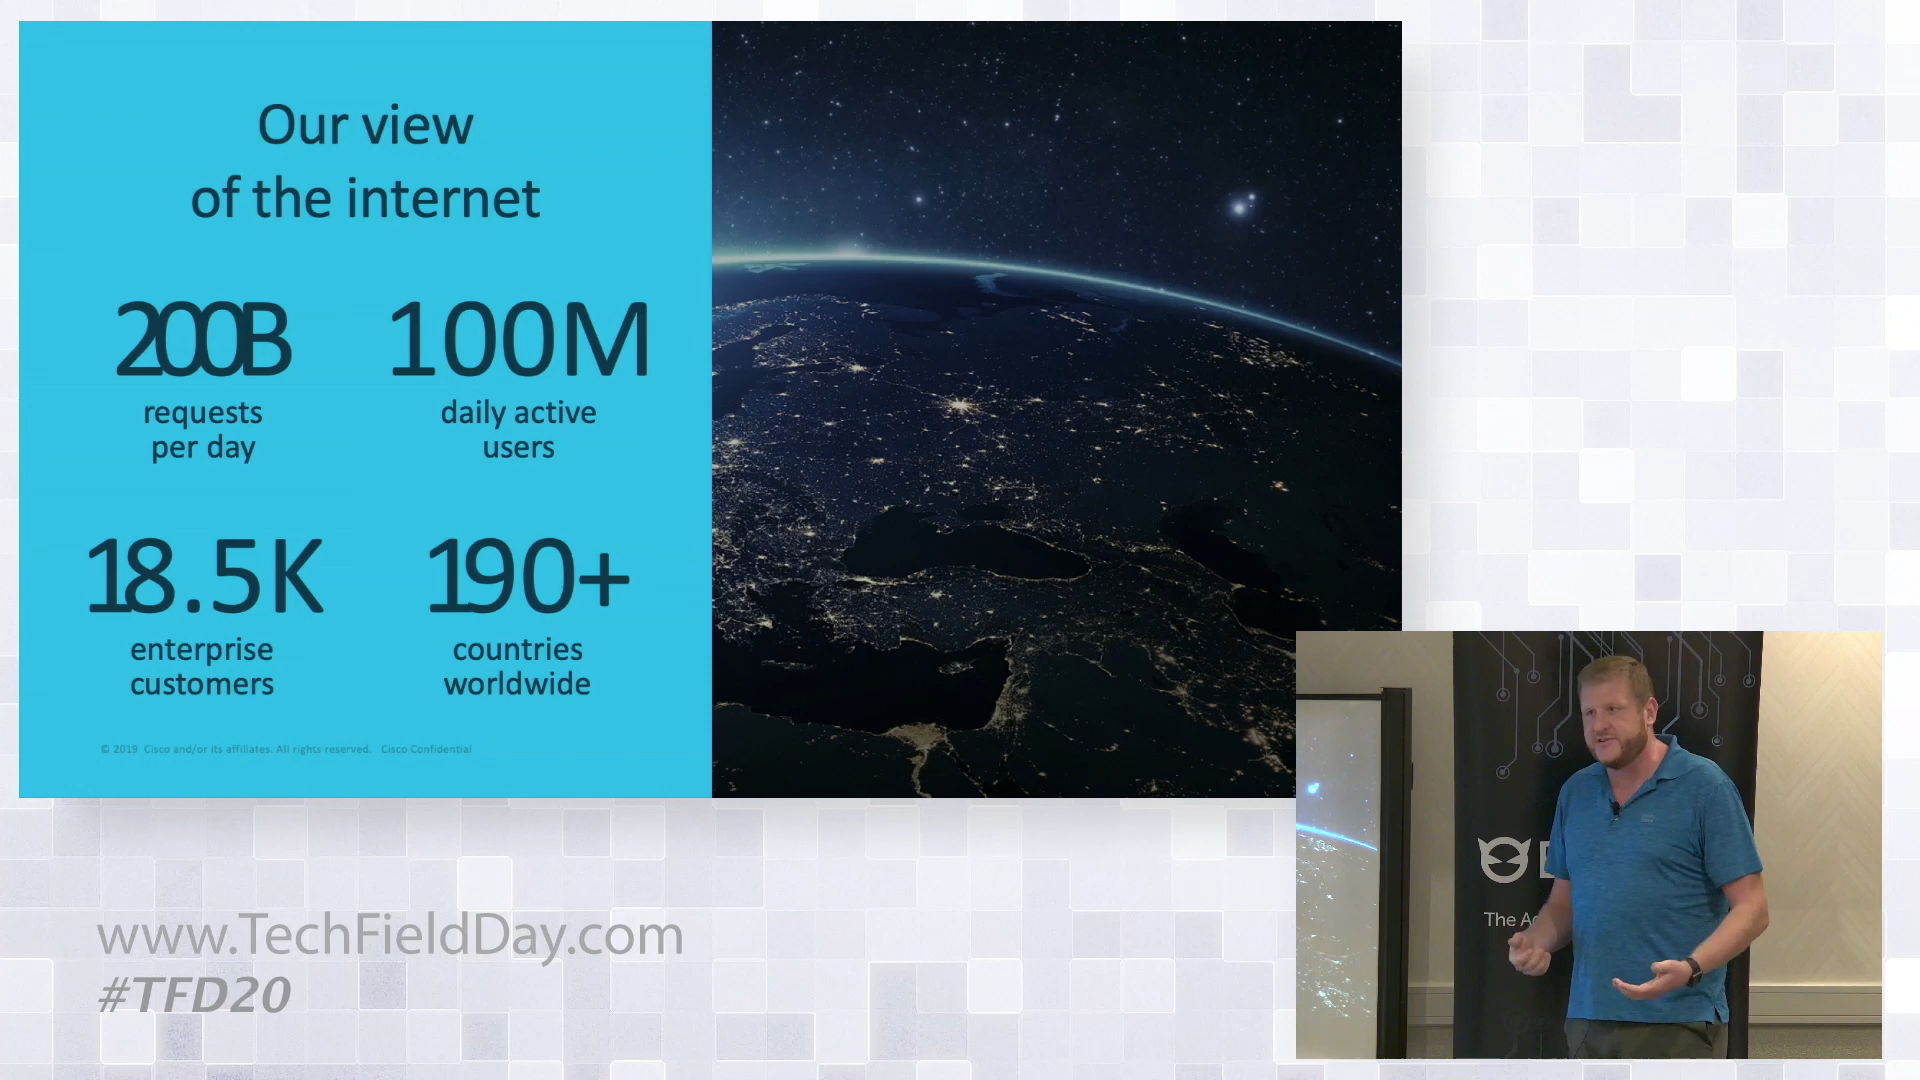 Our view
of the internet
200B
requests
per day
100M
daily active
users
18.5K
enterprise
customers
190+
countries
worldwide
© 2019 Cisco and/or its affiliates. All rights reserved. Cisco Confidential
The
www.TechFieldDay.com
#TFD20